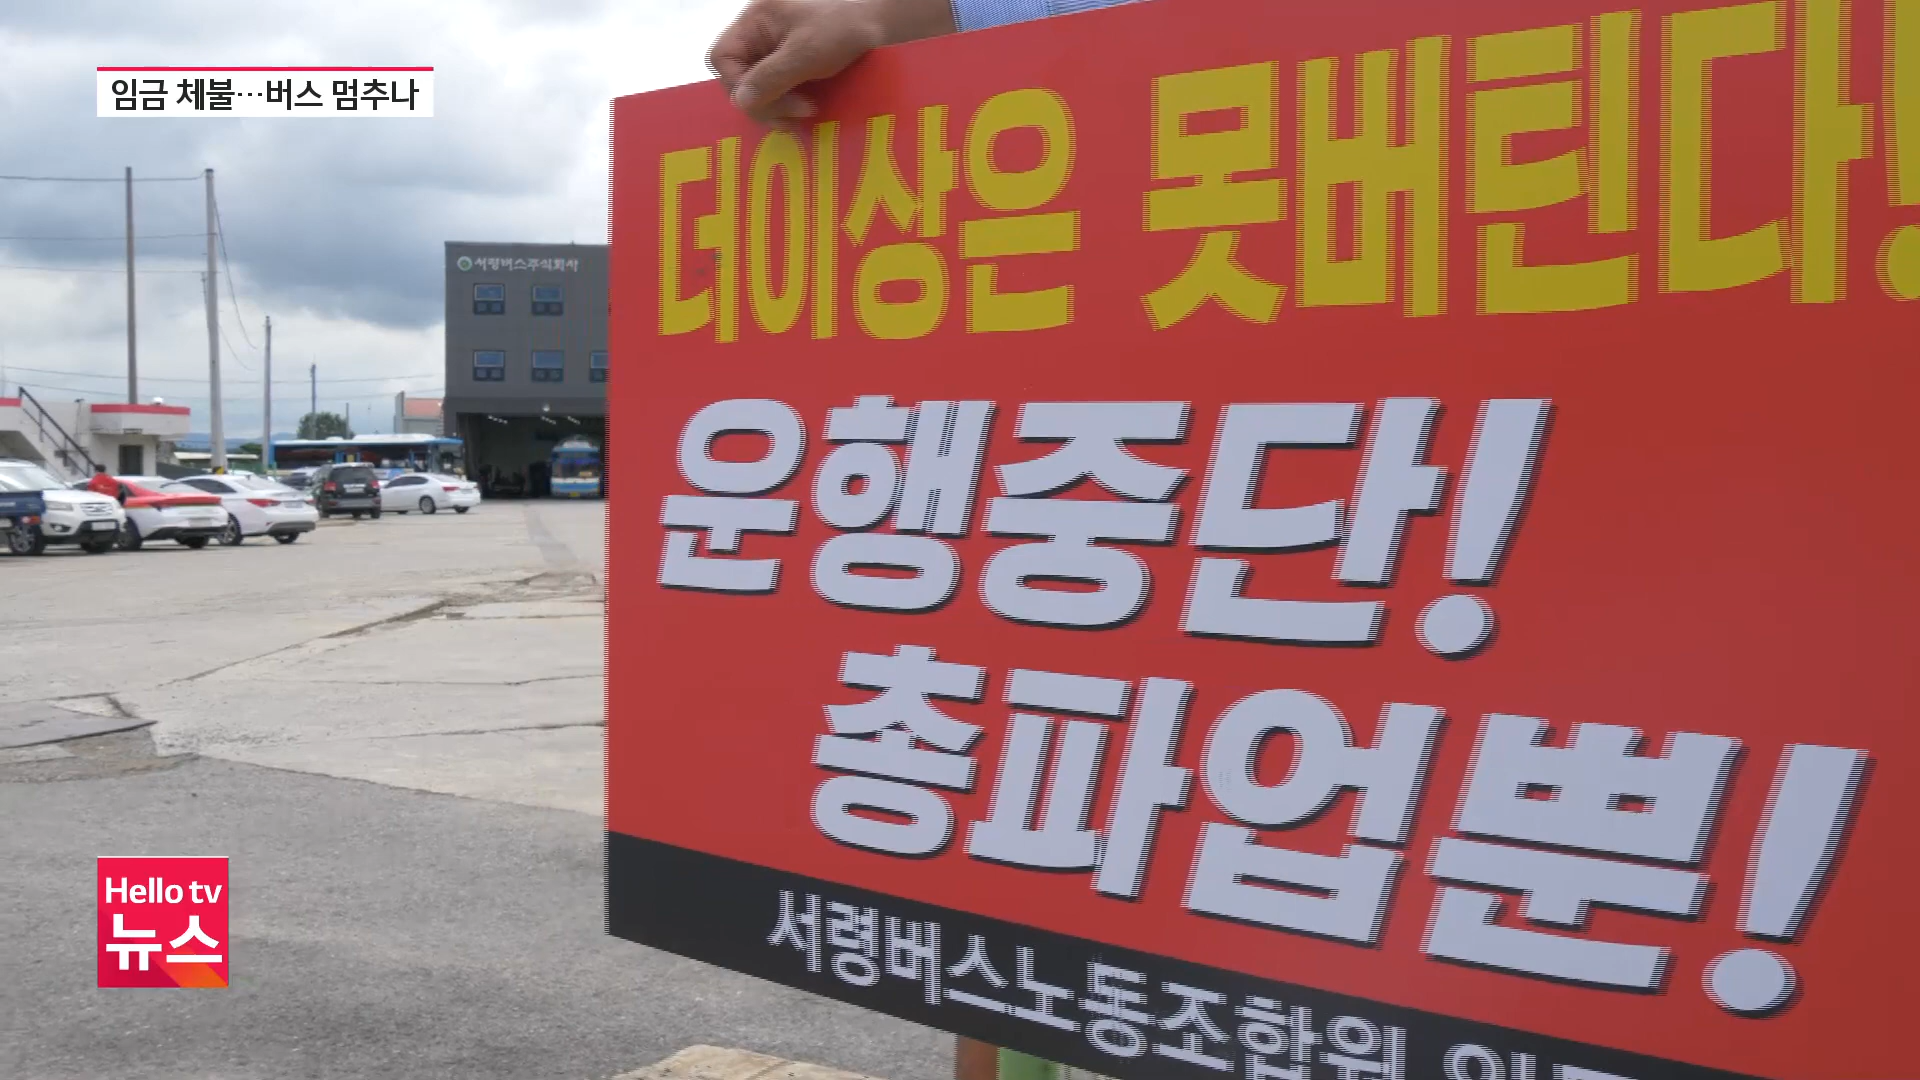 임금 체불…버스 멈추나
서령버스주식회사
더이상은 못버틴다!
운행중단!
총파업뿐!
서령버스노동조합원
Hello tv
뉴스